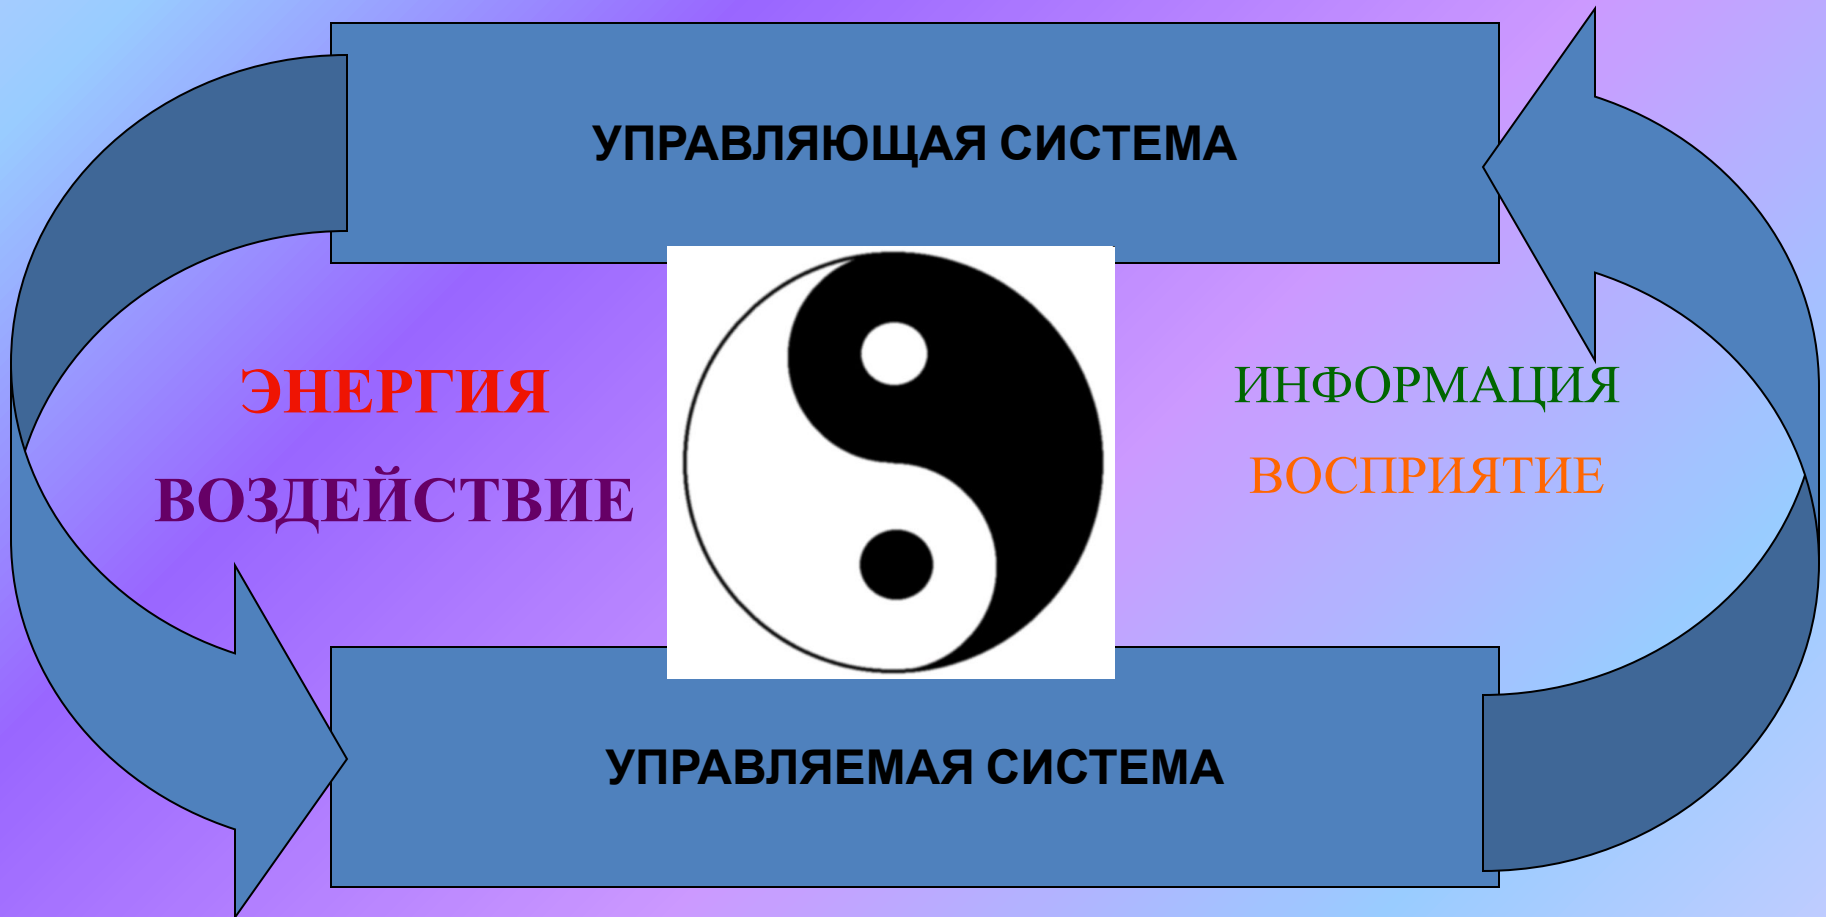 УПРАВЛЯЮЩАЯ СИСТЕМА
ЭНЕРГИЯ
ВОЗДЕЙСТВИЕ
ИНФОРМАЦИЯ
ВОСПРИЯТИЕ
УПРАВЛЯЕМАЯ СИСТЕМА